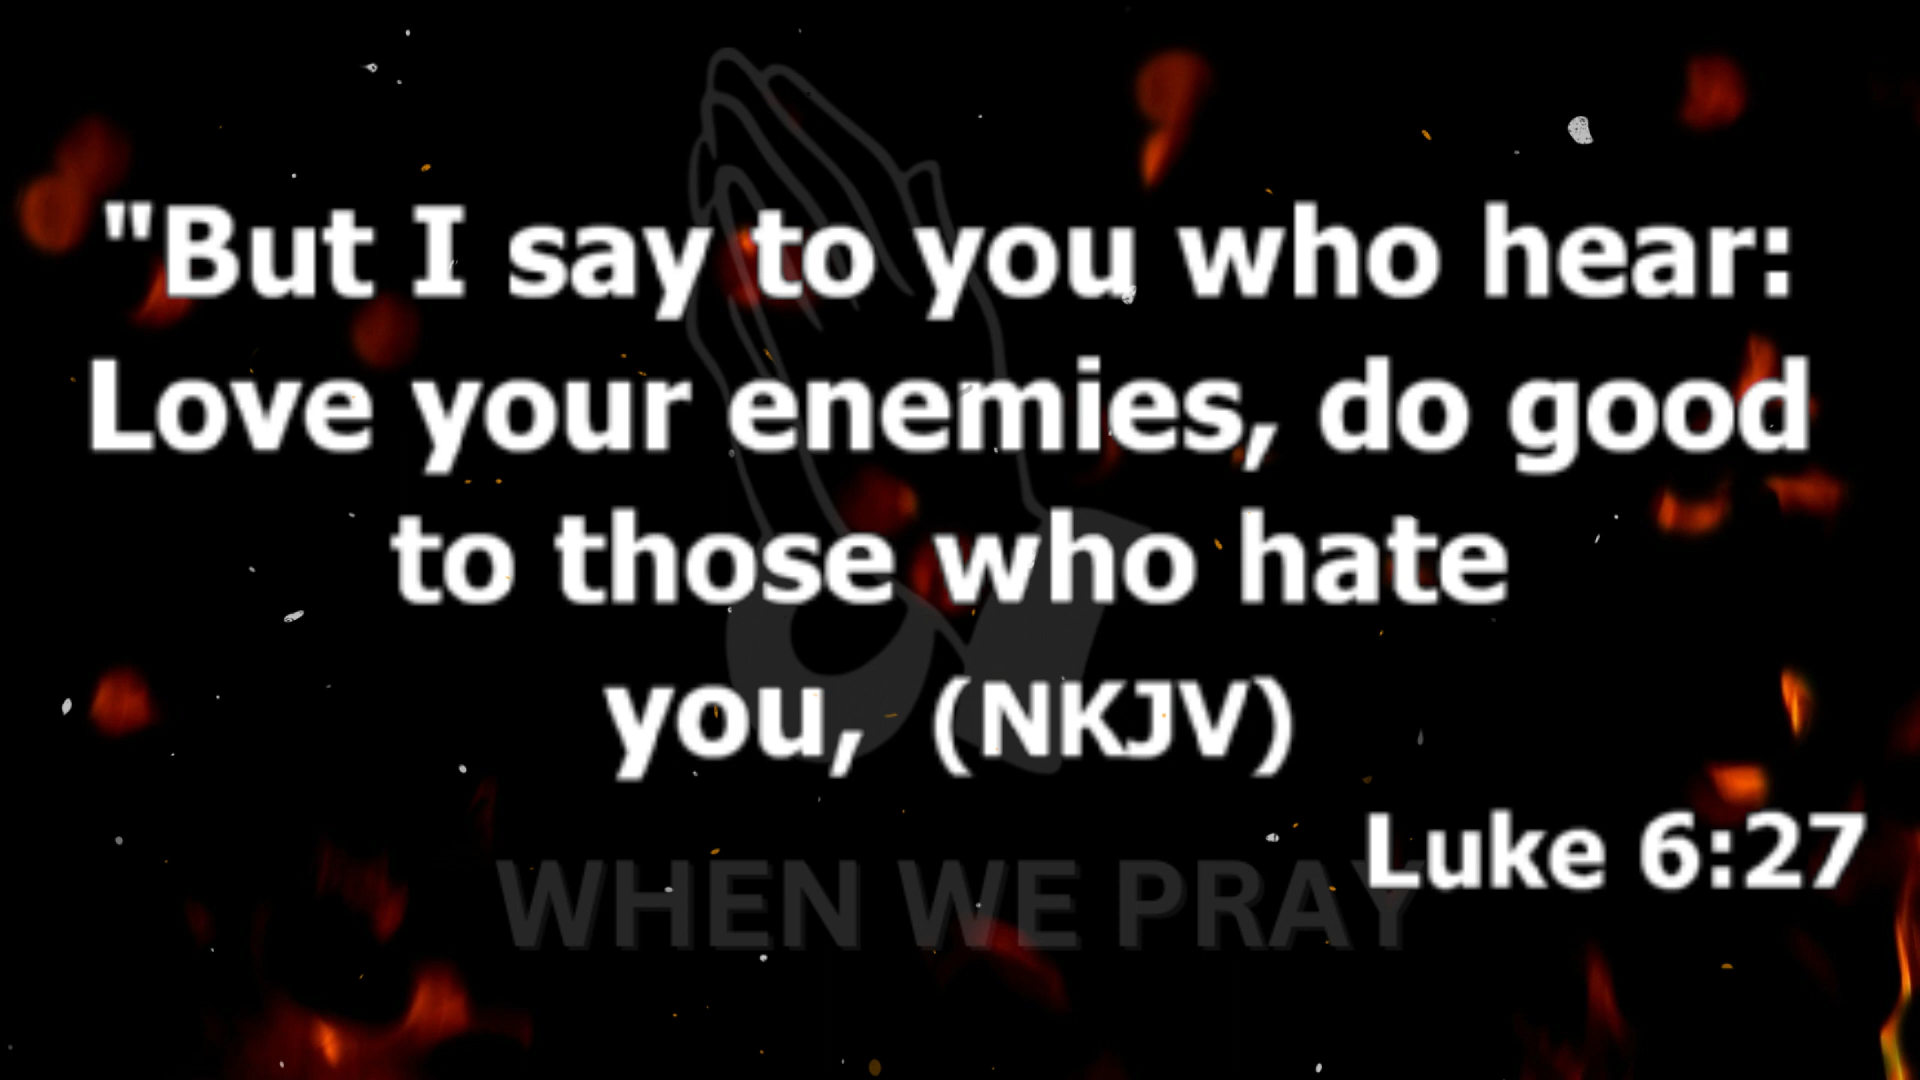 "But I say to you who hear:
Love your enemies, do good
to those who hate
you, (NKJV)
Luke 6:27
WHEN WE PRAY